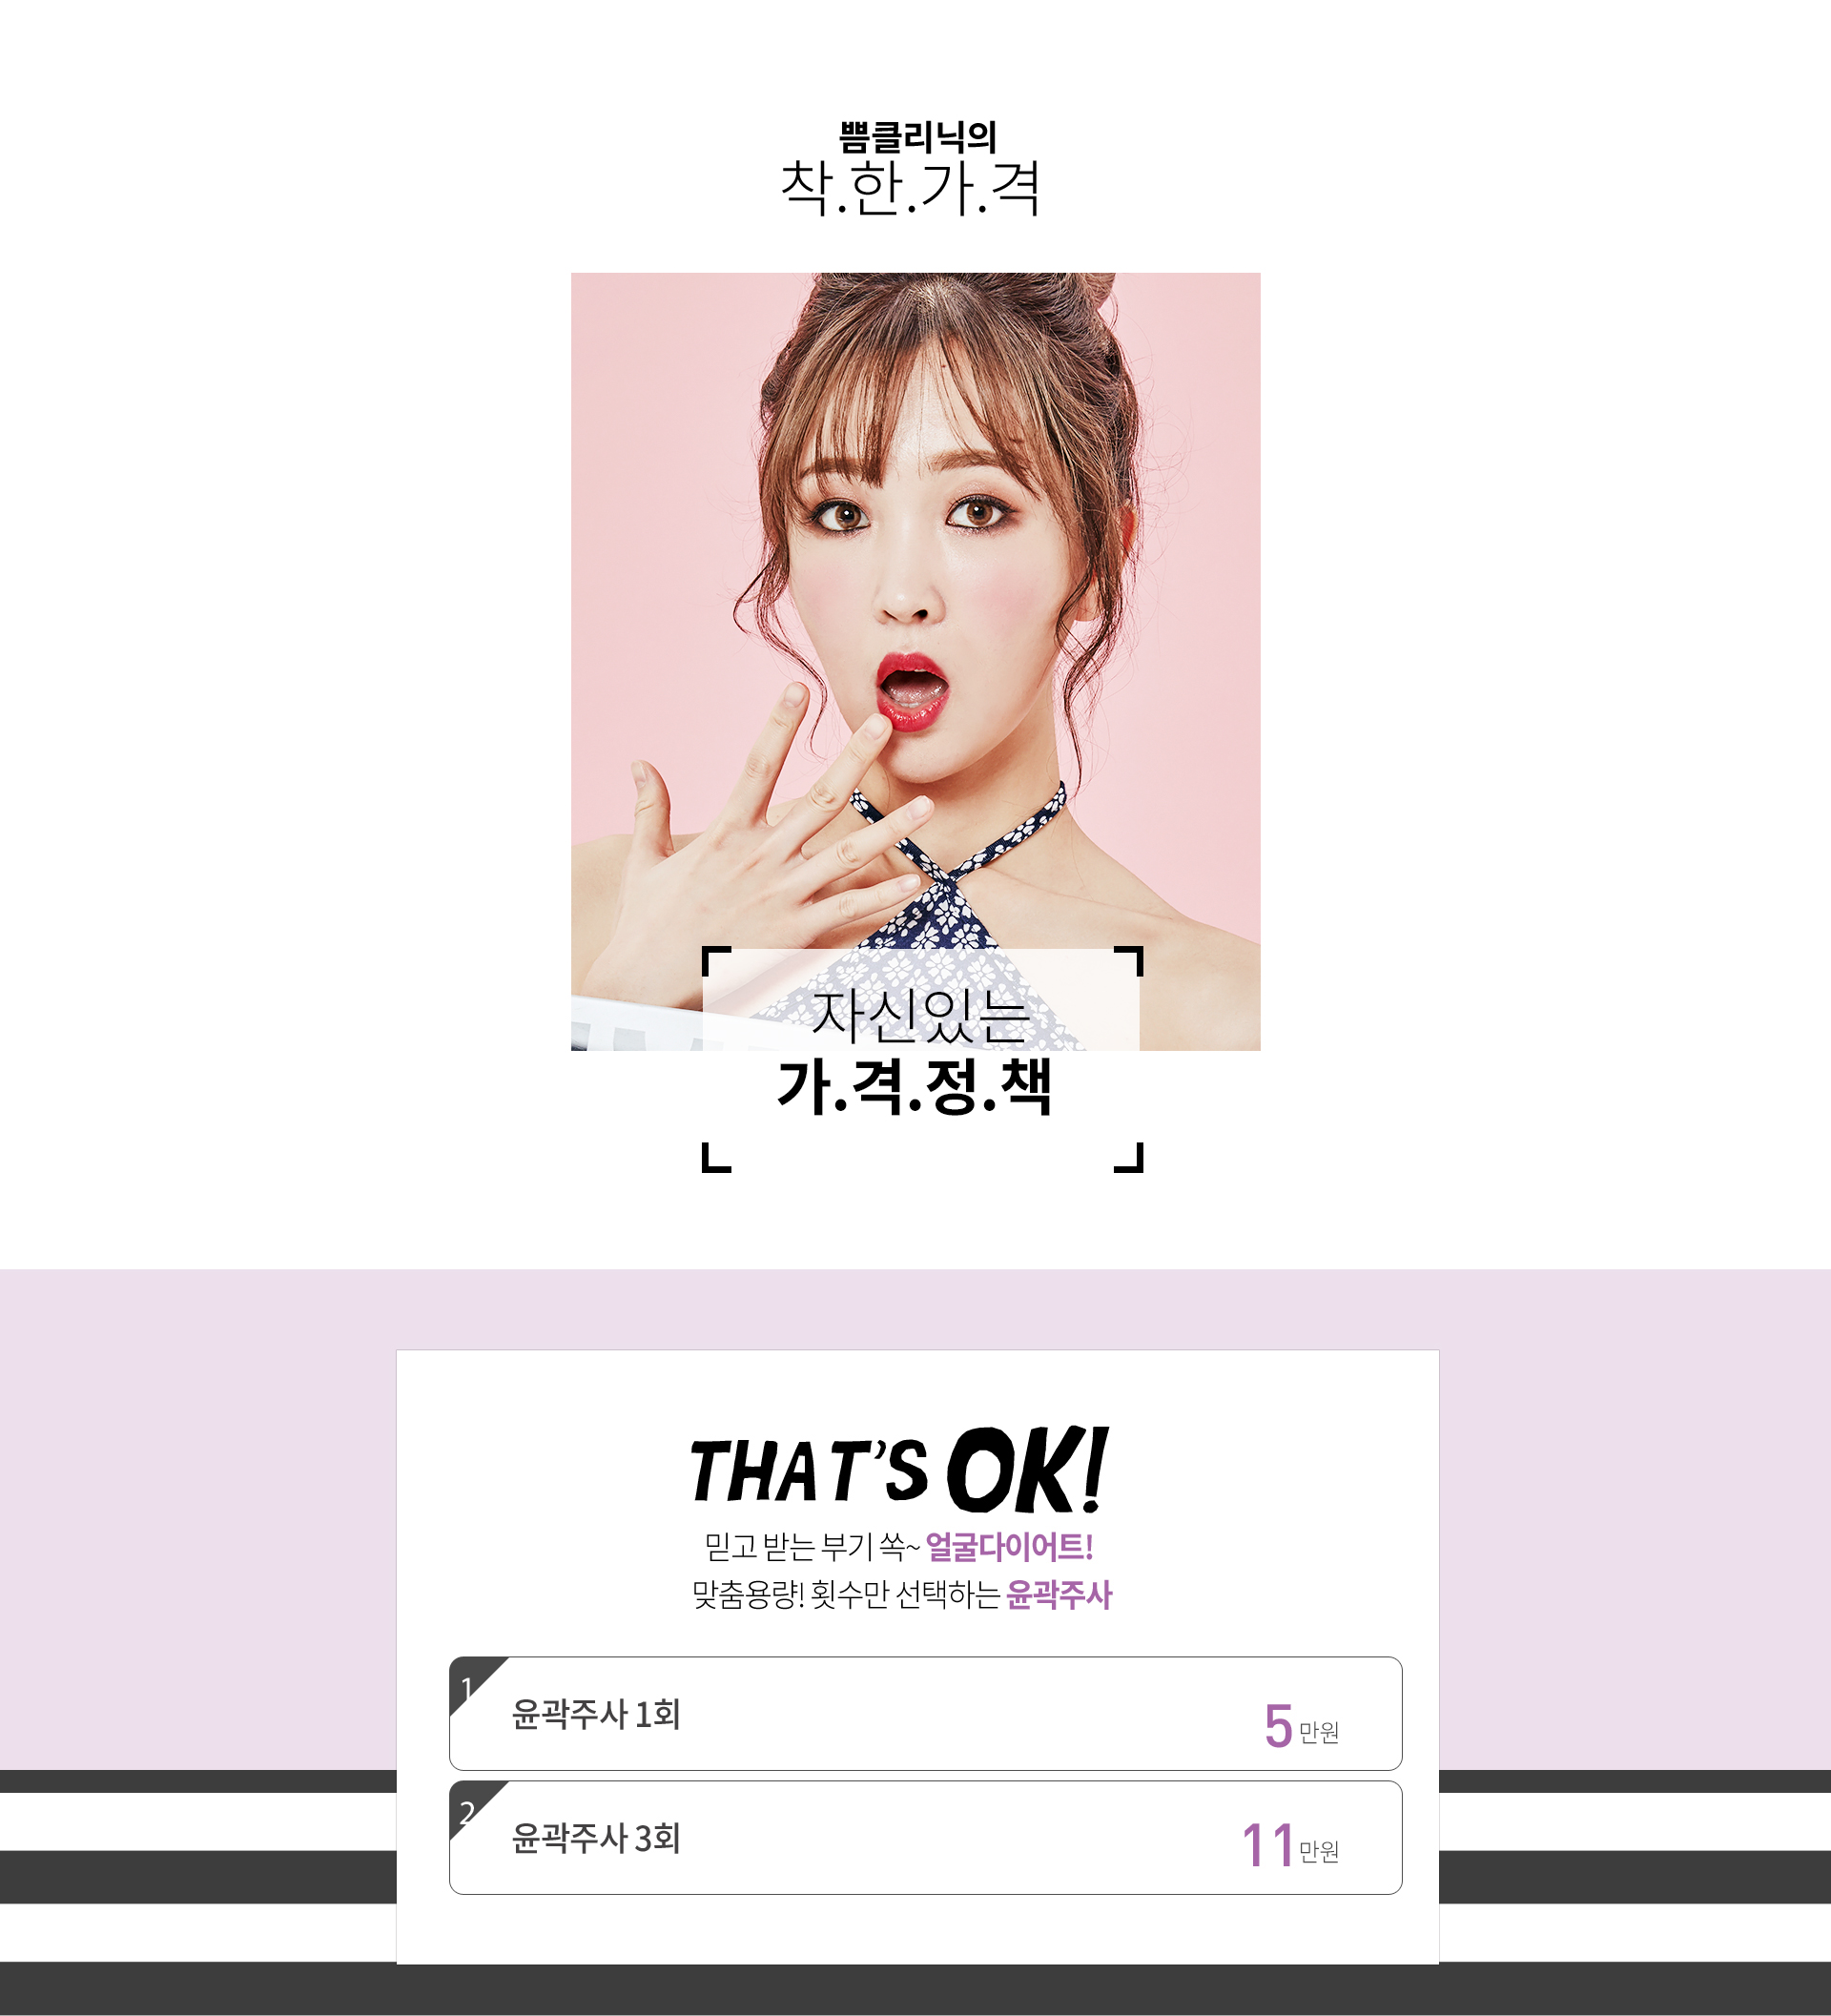 쁨클리닉의
착.한.가.격
자신있는
가.격.정.책
THAT'S OK!
믿고 받는 부기 쏙~ 얼굴다이어트!
맞춤용량! 횟수만 선택하는 윤곽주사
1
윤곽주사 1회
5 만원
2
윤곽주사 3회
11만원